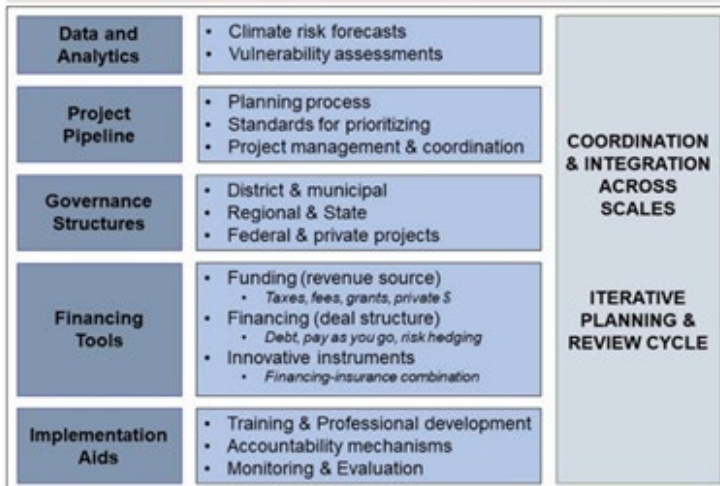 Data and
Analytics
• Climate risk forecasts
• Vulnerability assessments
Project
Pipeline
• Planning process
• Standards for prioritizing
• Project management & coordination
Governance
Structures
• District & municipal
• Regional & State
• Federal & private projects
Financing
Tools
• Funding (revenue source)
• Taxes, fees, grants, private $
• Financing (deal structure)
• Debt, pay as you go, risk hedging
• Innovative instruments
• Financing-insurance combination
Implementation
Aids
• Training & Professional development
• Accountability mechanisms
• Monitoring & Evaluation
COORDINATION
& INTEGRATION
ACROSS
SCALES
ITERATIVE
PLANNING &
REVIEW CYCLE